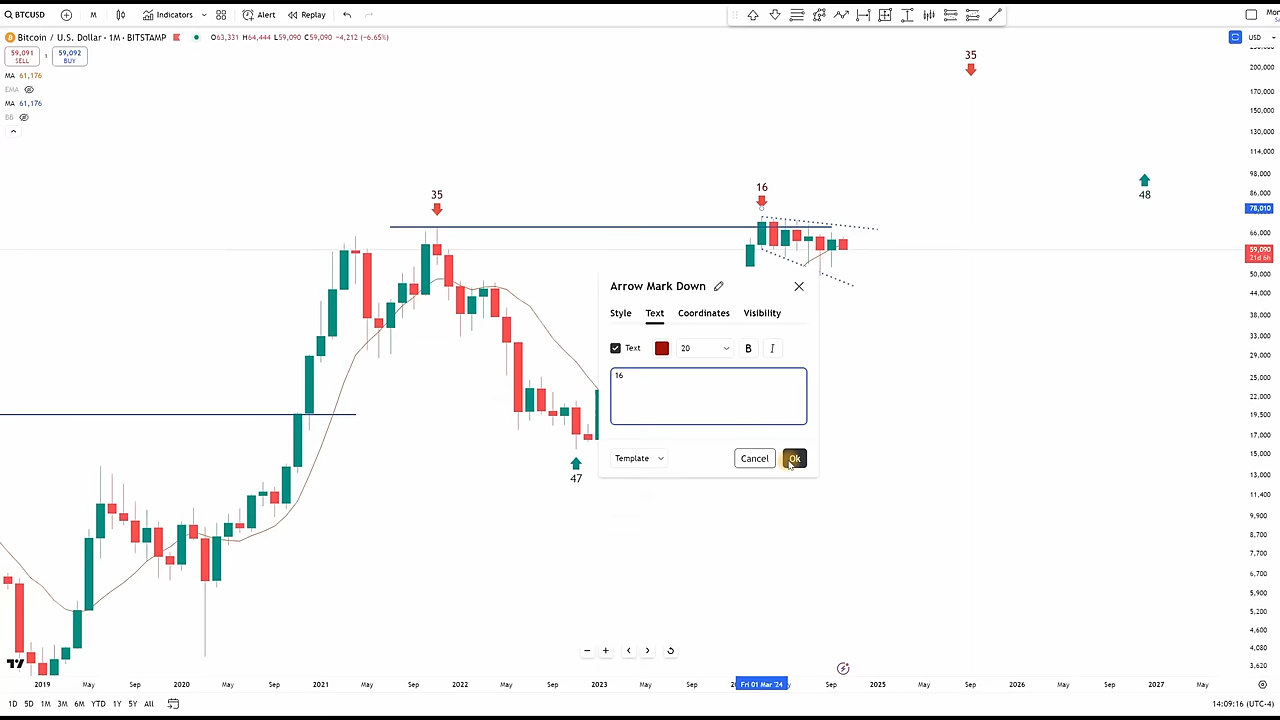 BTCUSD M Indicators Alert Replay
Bitcoin / U.S. Dollar · 1M · BITSTAMP O63,331 H64,444 L59,090 C59,090 −4,212 (−6.65%)
59,091 SELL 1 59,092 BUY
MA 61,176
EMA
MA 61,176
BB
USD
200,000
170,000
150,000
130,000
114,000
98,000
86,000
78,010
66,000
59,090
21d 6h
50,000
44,000
38,000
33,000
29,000
25,000
22,000
19,500
17,000
15,000
13,000
11,400
9,900
8,700
7,700
6,700
5,900
5,200
4,600
4,080
3,620
35
35
16
48
47
Arrow Mark Down
Style Text Coordinates Visibility
Text 20 B I
16
Template Cancel Ok
2019 May Sep 2020 May Sep 2021 May Sep 2022 May Sep 2023 May Sep Fri 01 Mar '24 Sep 2025 May Sep 2026 May Sep 2027 May
1D 5D 1M 3M 6M YTD 1Y 5Y All 14:09:16 (UTC-4)